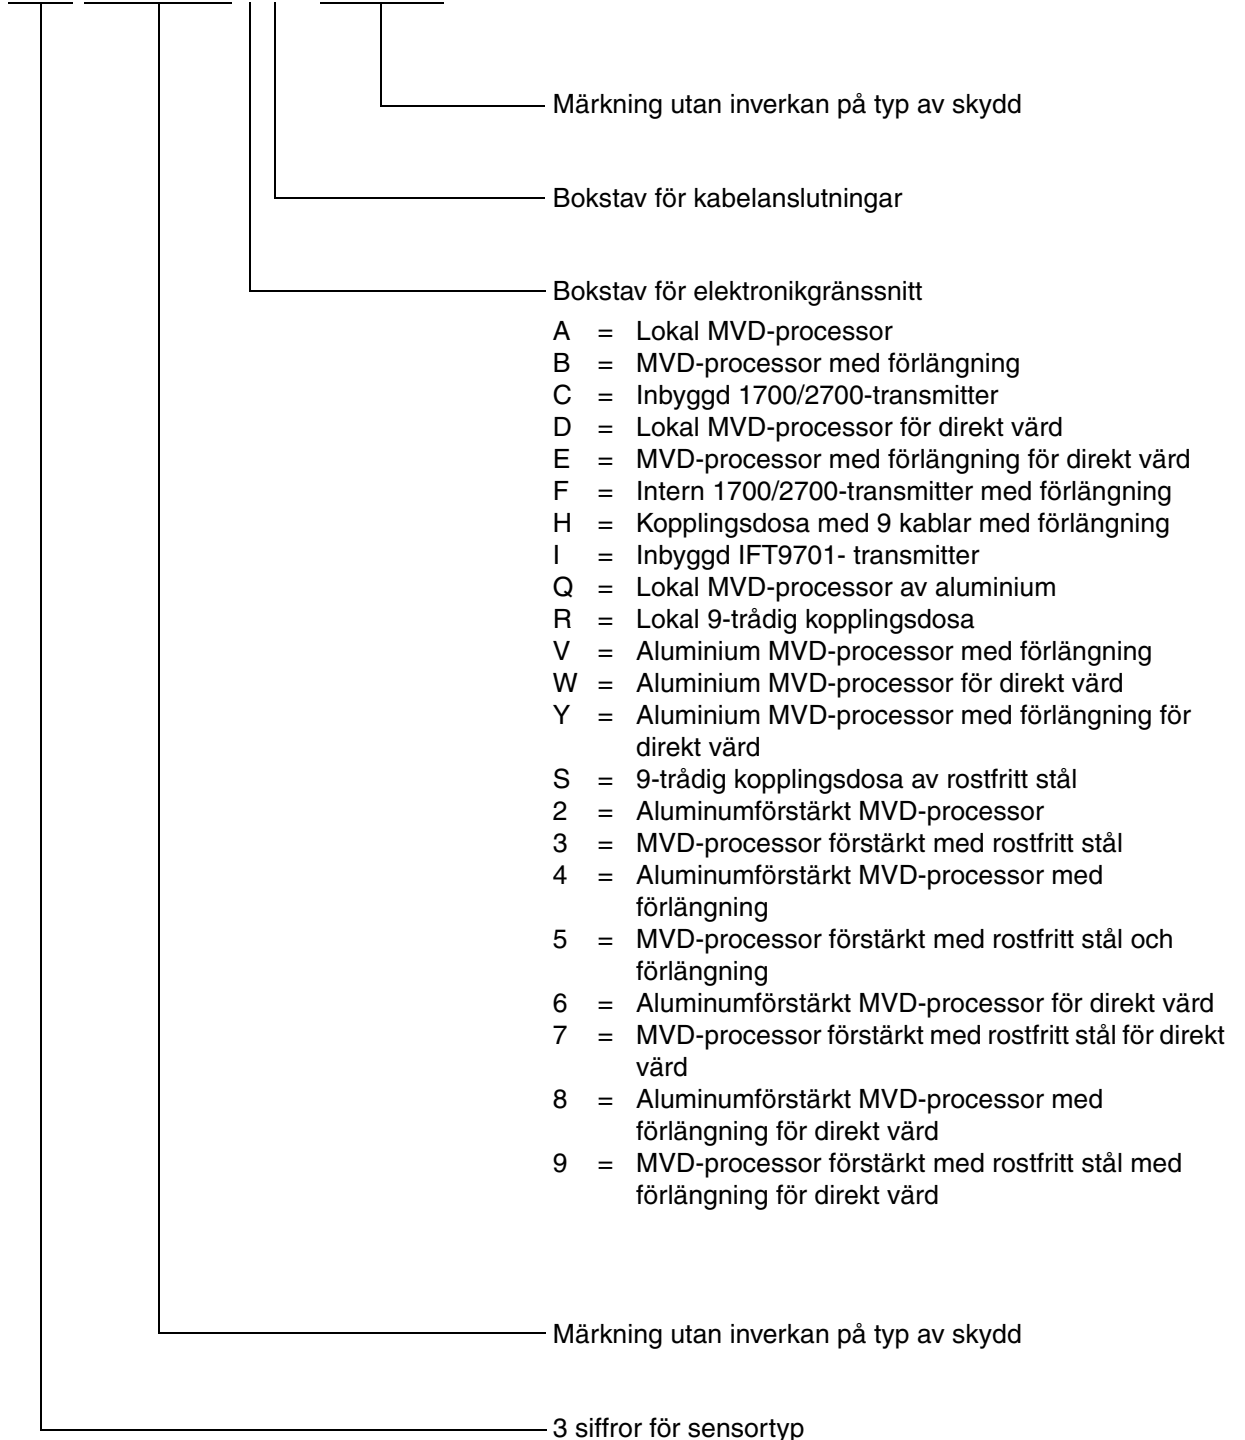 Märkning utan inverkan på typ av skydd
Bokstav för kabelanslutningar
Bokstav för elektronikgränssnitt
A = Lokal MVD-processor
B = MVD-processor med förlängning
C = Inbyggd 1700/2700-transmitter
D = Lokal MVD-processor för direkt värd
E = MVD-processor med förlängning för direkt värd
F = Intern 1700/2700-transmitter med förlängning
H = Kopplingsdosa med 9 kablar med förlängning
I = Inbyggd IFT9701- transmitter
Q = Lokal MVD-processor av aluminium
R = Lokal 9-trådig kopplingsdosa
V = Aluminium MVD-processor med förlängning
W = Aluminium MVD-processor för direkt värd
Y = Aluminium MVD-processor med förlängning för
direkt värd
S = 9-trådig kopplingsdosa av rostfritt stål
2 = Aluminumförstärkt MVD-processor
3 = MVD-processor förstärkt med rostfritt stål
4 = Aluminumförstärkt MVD-processor med
förlängning
5 = MVD-processor förstärkt med rostfritt stål och
förlängning
6 = Aluminumförstärkt MVD-processor för direkt värd
7 = MVD-processor förstärkt med rostfritt stål för direkt
värd
8 = Aluminumförstärkt MVD-processor med
förlängning för direkt värd
9 = MVD-processor förstärkt med rostfritt stål med
förlängning för direkt värd
Märkning utan inverkan på typ av skydd
3 siffror för sensortyp